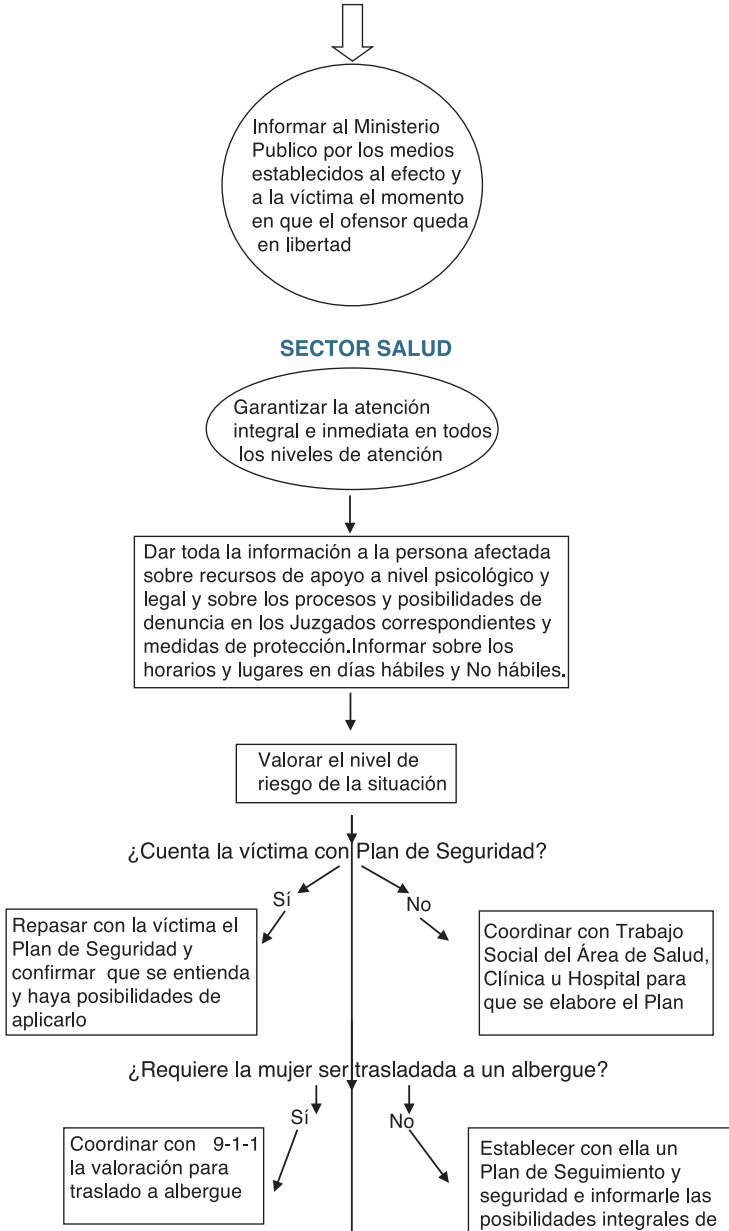 Informar al Ministerio
Publico por los medios
establecidos al efecto y
a la víctima el momento
en que el ofensor queda
en libertad
SECTOR SALUD
Garantizar la atención
integral e inmediata en todos
los niveles de atención
Dar toda la información a la persona afectada
sobre recursos de apoyo a nivel psicológico y
legal y sobre los procesos y posibilidades de
denuncia en los Juzgados correspondientes y
medidas de protección.Informar sobre los
horarios y lugares en días hábiles y No hábiles.
Valorar el nivel de
riesgo de la situación
¿Cuenta la víctima con Plan de Seguridad?
Sí
No
Repasar con la víctima el
Plan de Seguridad y
confirmar que se entienda
y haya posibilidades de
aplicarlo
Coordinar con Trabajo
Social del Área de Salud,
Clínica u Hospital para
que se elabore el Plan
¿Requiere la mujer ser trasladada a un albergue?
Sí
No
Coordinar con 9-1-1
la valoración para
traslado a albergue
Establecer con ella un
Plan de Seguimiento y
seguridad e informarle las
posibilidades integrales de